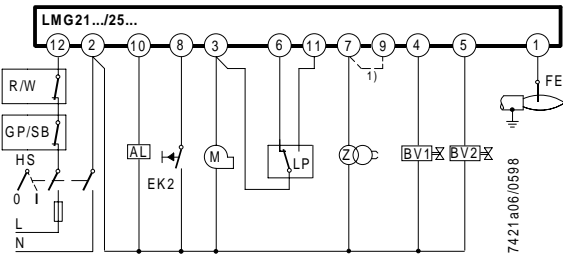 LMG21.../25...
12 2 10 8 3 6 11 7 9 4 5 1
1)
R/W
FE
GP/SB
AL
M
LP
Z
BV1
BV2
HS
EK2
0 I
L
N
7421a06/0598